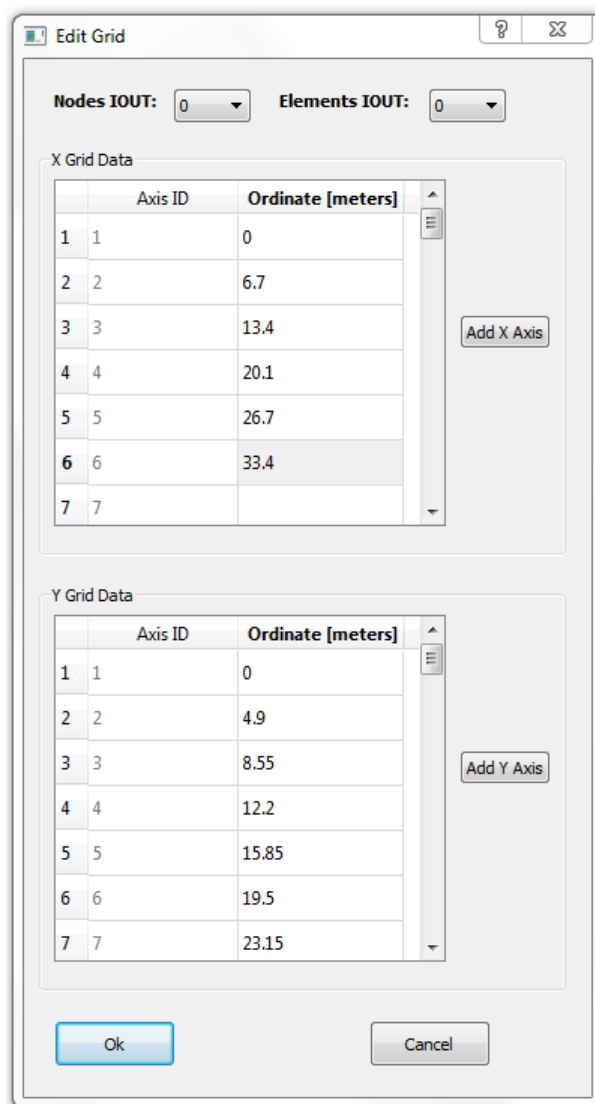 Edit Grid
Nodes IOUT: 0 Elements IOUT: 0
X Grid Data
Axis ID Ordinate [meters]
1 1 0
2 2 6.7
3 3 13.4
Add X Axis
4 4 20.1
5 5 26.7
6 6 33.4
7 7
Y Grid Data
Axis ID Ordinate [meters]
1 1 0
2 2 4.9
3 3 8.55
Add Y Axis
4 4 12.2
5 5 15.85
6 6 19.5
7 7 23.15
Ok Cancel